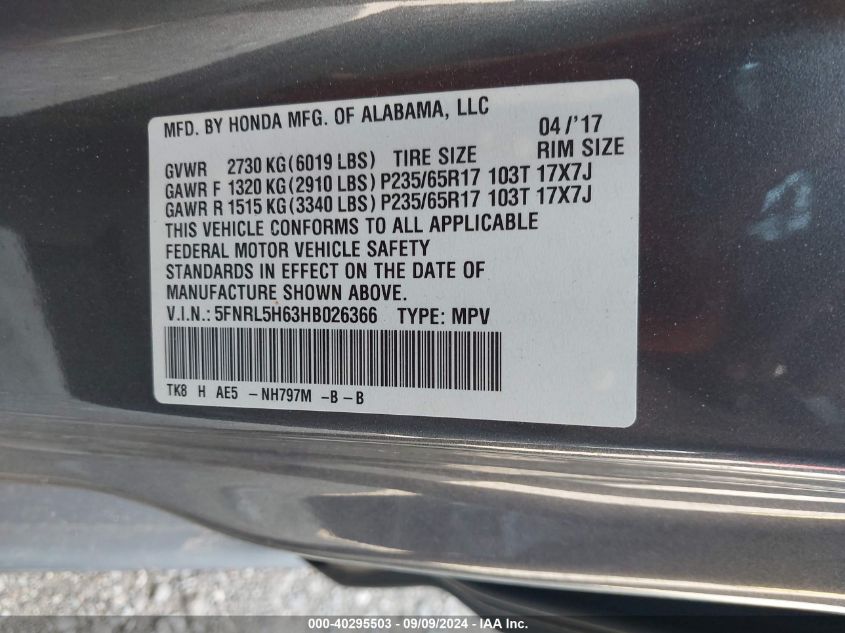 MFD. BY HONDA MFG. OF ALABAMA, LLC 04/'17
GVWR 2730 KG(6019 LBS) TIRE SIZE RIM SIZE
GAWR F 1320 KG(2910 LBS)P235/65R17 103T 17X7J
GAWR R 1515 KG(3340 LBS)P235/65R17 103T 17X7J
THIS VEHICLE CONFORMS TO ALL APPLICABLE
FEDERAL MOTOR VEHICLE SAFETY
STANDARDS IN EFFECT ON THE DATE OF
MANUFACTURE SHOWN ABOVE.
V.I.N.: 5FNRL5H63HB026366 TYPE: MPV
TK8 H AE5 -NH797M -B-B
000-40295503 - 09/09/2024 - IAAI Inc.